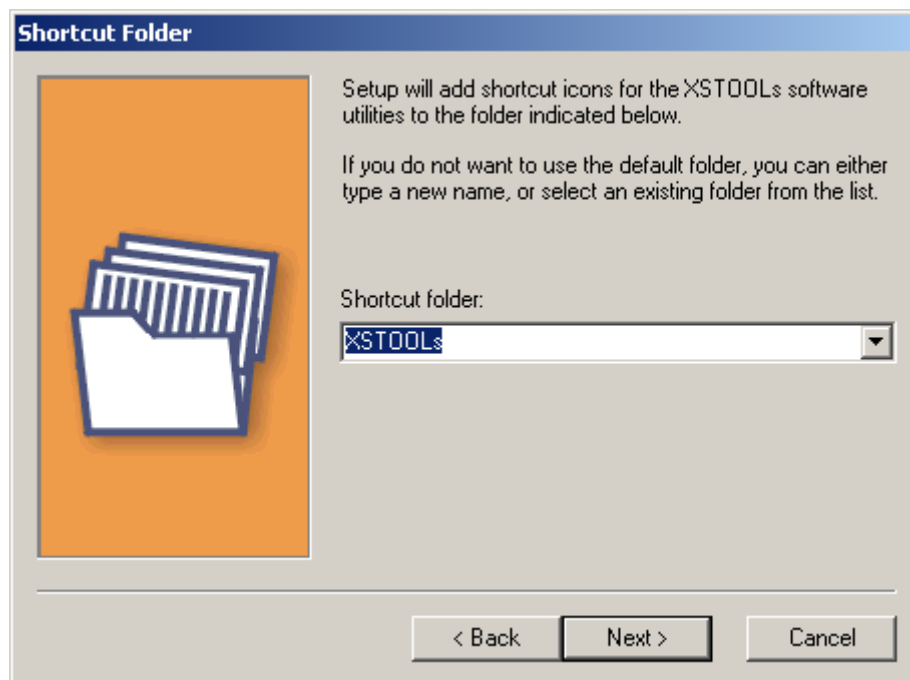 Shortcut Folder
Setup will add shortcut icons for the XSTOOLs software
utilities to the folder indicated below.
If you do not want to use the default folder, you can either
type a new name, or select an existing folder from the list.
Shortcut folder:
XSTOOLs
< Back
Next >
Cancel